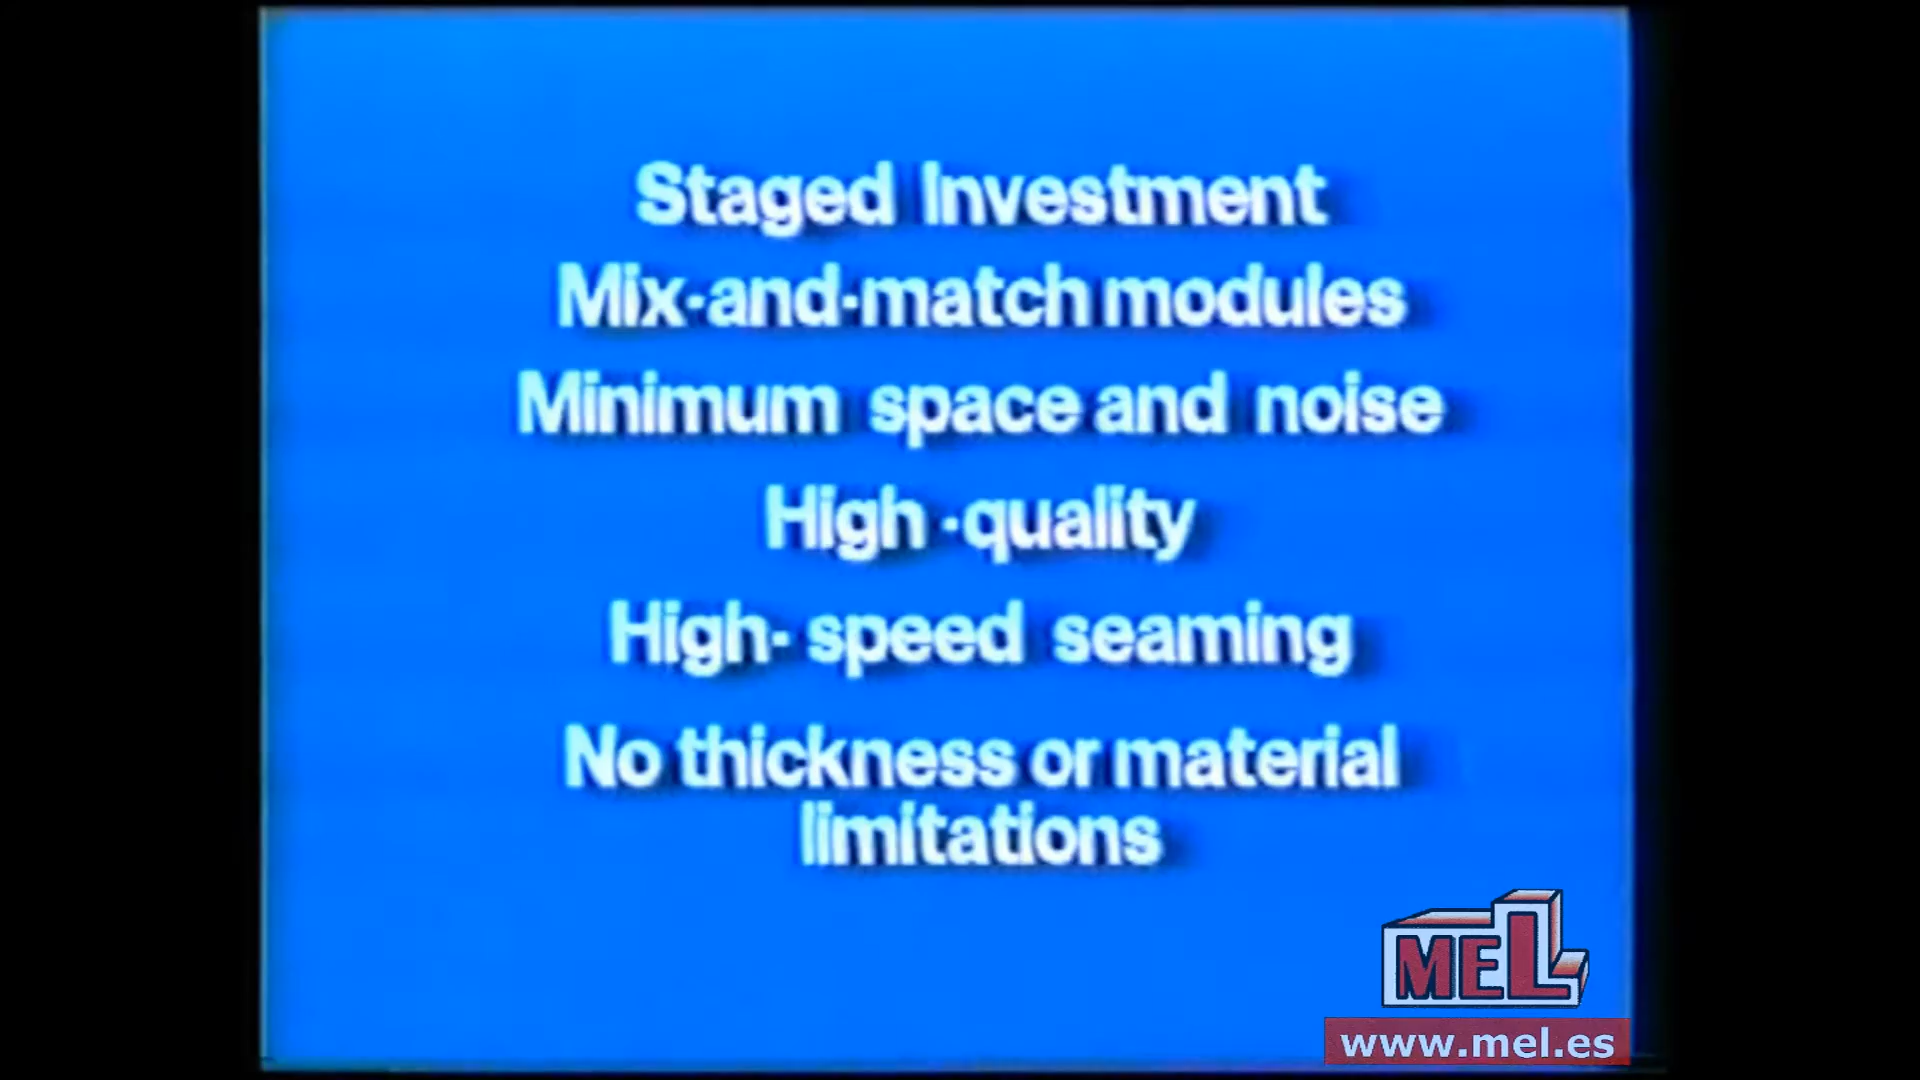 Staged Investment
Mix-and-match modules
Minimum space and noise
High -quality
High- speed seaming
No thickness or material
limitations
MEL
www.mel.es